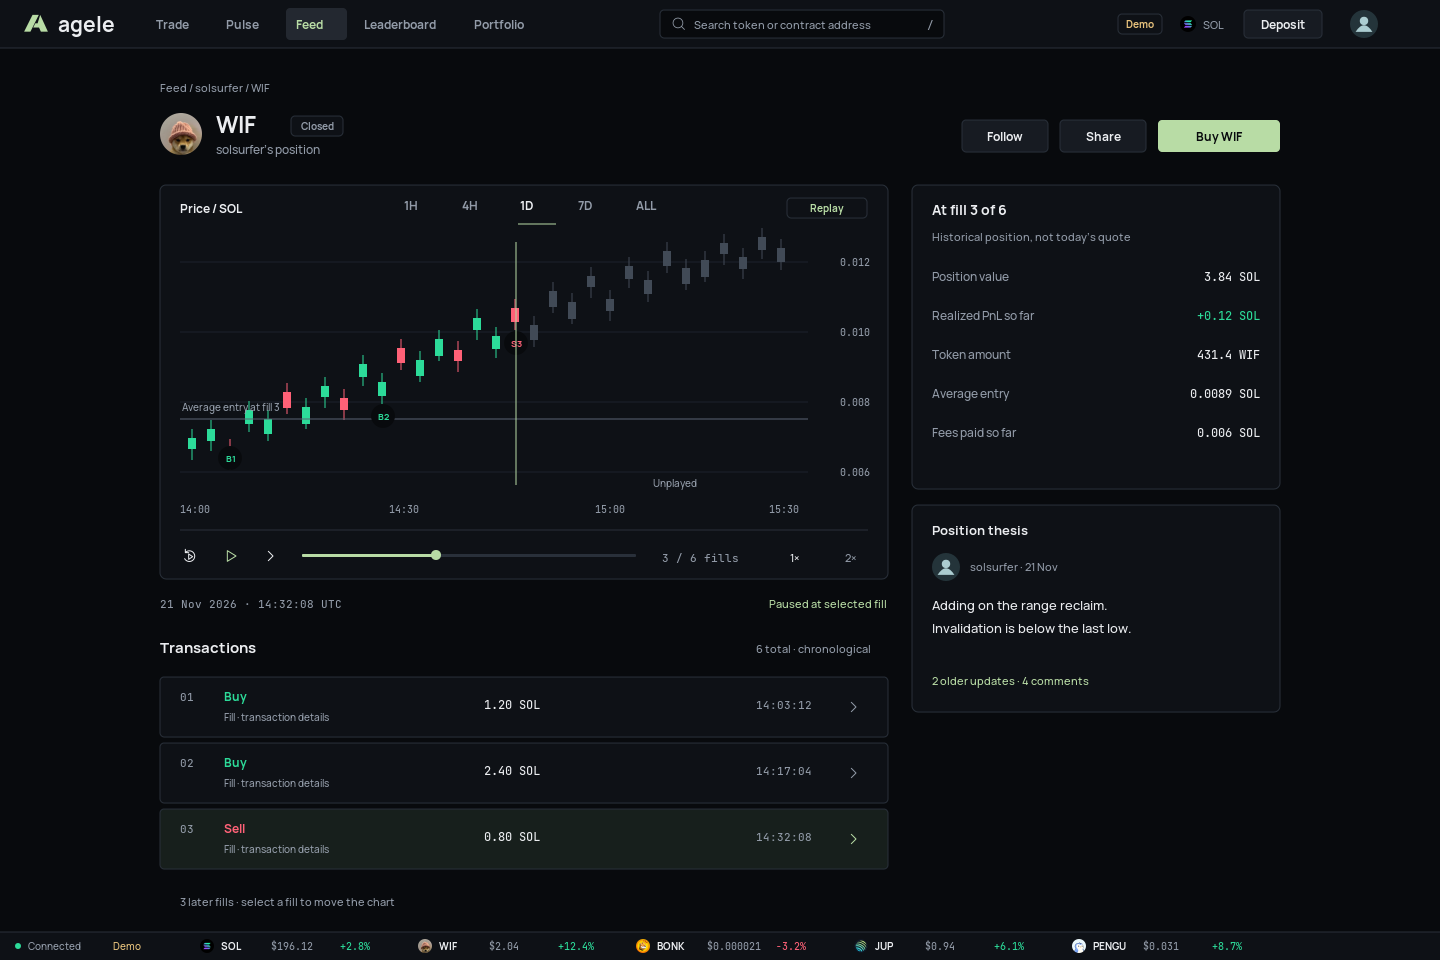 agele
Trade
Pulse
Feed
Leaderboard
Portfolio
Search token or contract address
/
Demo
SOL
Deposit
Feed / solsurfer / WIF
WIF
Closed
solsurfer's position
Follow
Share
Buy WIF
Price / SOL
1H
4H
1D
7D
ALL
Replay
0.012
0.010
0.008
0.006
Average entry at fill 3
B1
B2
S3
Unplayed
14:00
14:30
15:00
15:30
3 / 6 fills
1×
2×
21 Nov 2026 · 14:32:08 UTC
Paused at selected fill
Transactions
6 total · chronological
01
Buy
Fill · transaction details
1.20 SOL
14:03:12
02
Buy
Fill · transaction details
2.40 SOL
14:17:04
03
Sell
Fill · transaction details
0.80 SOL
14:32:08
3 later fills · select a fill to move the chart
At fill 3 of 6
Historical position, not today's quote
Position value 3.84 SOL
Realized PnL so far +0.12 SOL
Token amount 431.4 WIF
Average entry 0.0089 SOL
Fees paid so far 0.006 SOL
Position thesis
solsurfer · 21 Nov
Adding on the range reclaim.
Invalidation is below the last low.
2 older updates · 4 comments
Connected
Demo
SOL $196.12 +2.8%
WIF $2.04 +12.4%
BONK $0.000021 -3.2%
JUP $0.94 +6.1%
PENGU $0.031 +8.7%